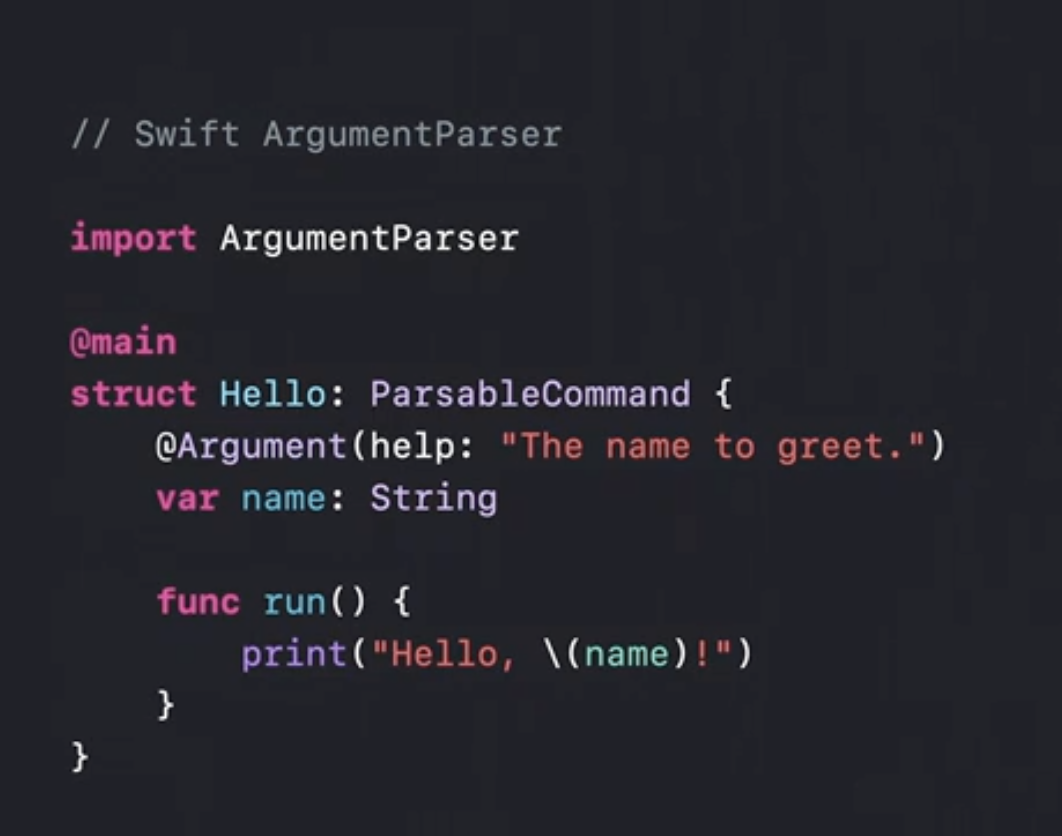 // Swift ArgumentParser
import ArgumentParser
@main
struct Hello: ParsableCommand {
    @Argument(help: "The name to greet.")
    var name: String
    func run() {
        print("Hello, \(name)!")
    }
}